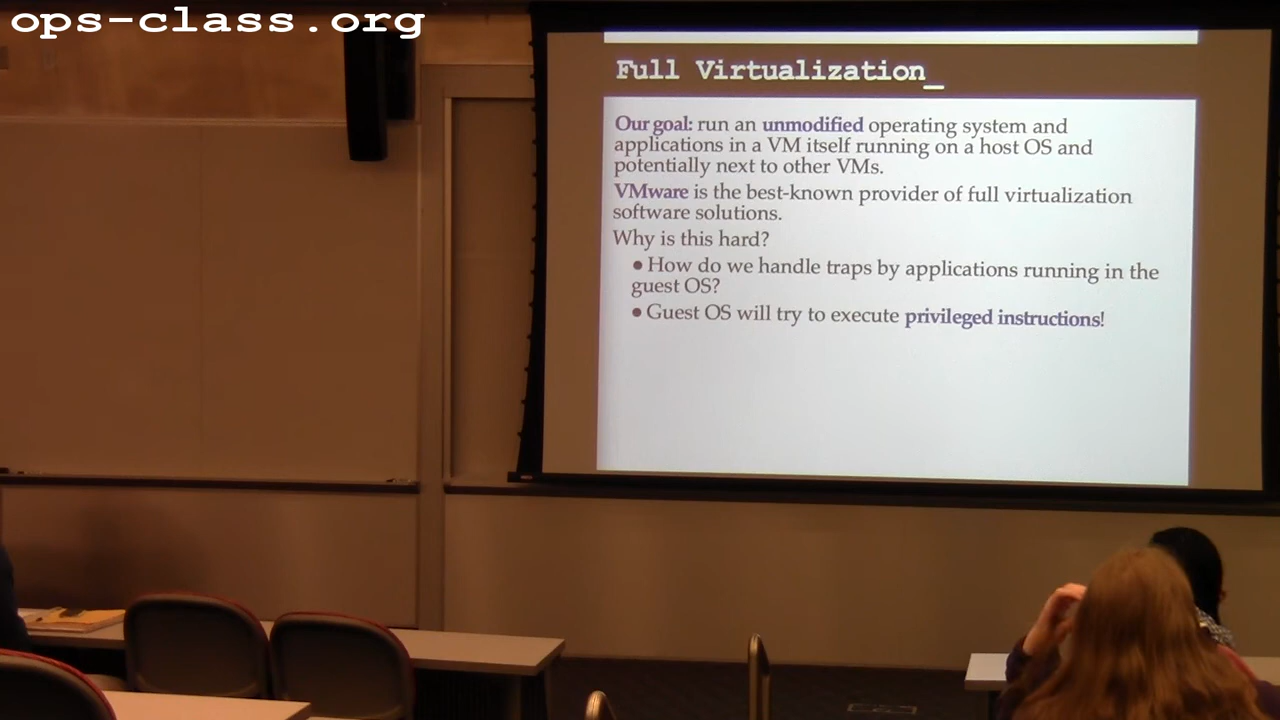 ops-class.org
Full Virtualization_
Our goal: run an unmodified operating system and
applications in a VM itself running on a host OS and
potentially next to other VMs.
VMware is the best-known provider of full virtualization
software solutions.
Why is this hard?
● How do we handle traps by applications running in the
guest OS?
● Guest OS will try to execute privileged instructions!